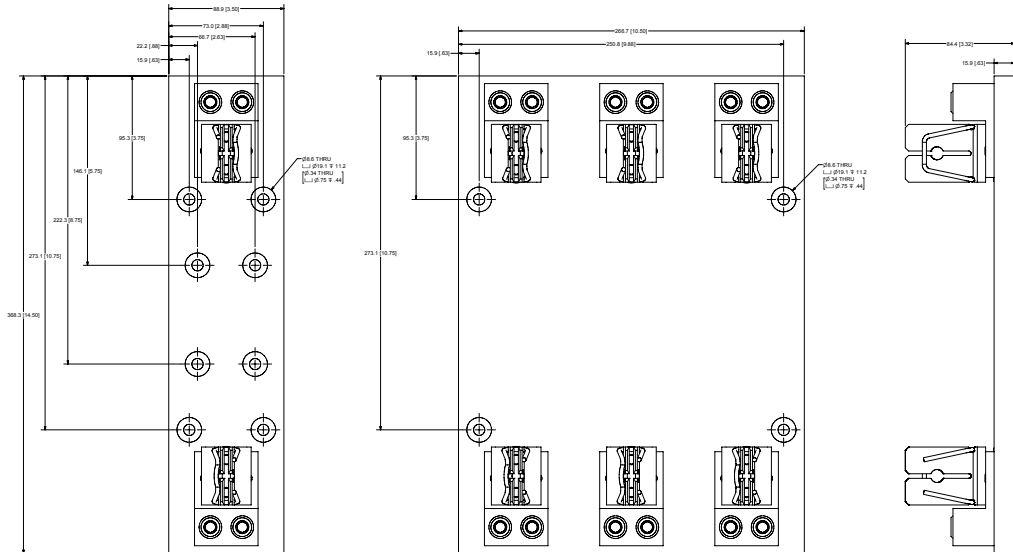 88.9 [3.50]
73.0 [2.88]
66.7 [2.63]
22.2 [.88]
15.9 [.63]
95.3 [3.75]
146.1 [5.75]
222.3 [8.75]
273.1 [10.75]
368.3 [14.50]
Ø8.6 THRU
⌴ Ø19.1 ↧ 11.2
[Ø.34 THRU
⌴ Ø.75 ↧ .44]
266.7 [10.50]
250.8 [9.88]
15.9 [.63]
95.3 [3.75]
273.1 [10.75]
Ø8.6 THRU
⌴ Ø19.1 ↧ 11.2
[Ø.34 THRU
⌴ Ø.75 ↧ .44]
84.4 [3.32]
15.9 [.63]